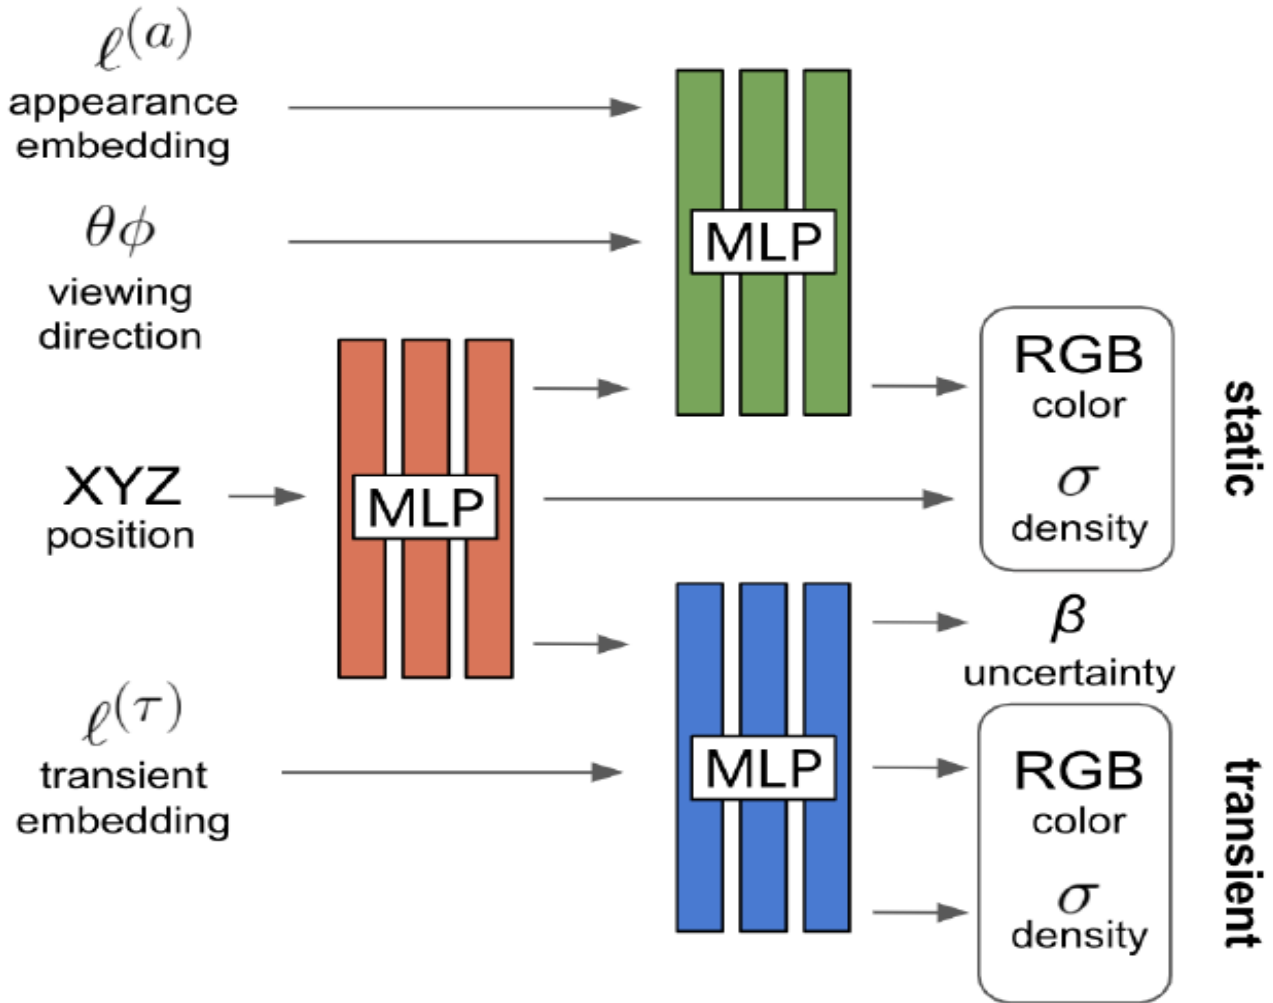 ℓ(a)
appearance
embedding
θϕ
viewing
direction
XYZ
position
ℓ(τ)
transient
embedding
MLP
MLP
MLP
RGB
color
σ
density
static
β
uncertainty
RGB
color
σ
density
transient